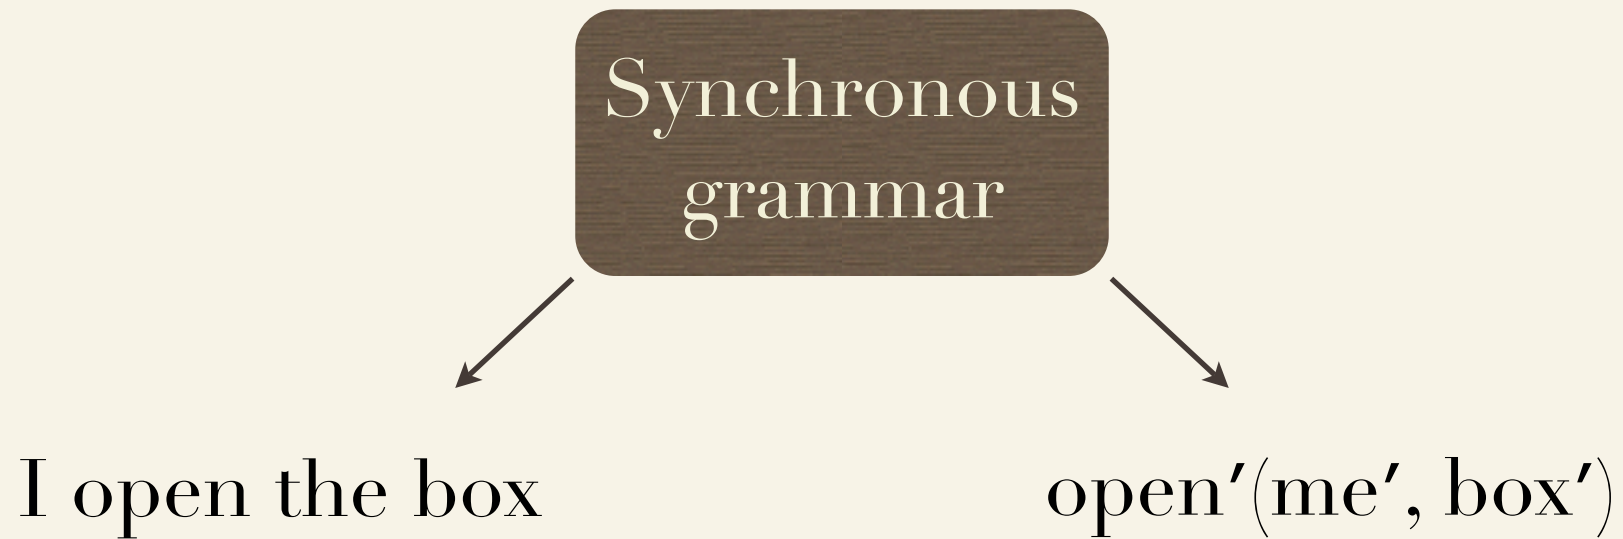 Synchronous
grammar
I open the box
open′(me′, box′)